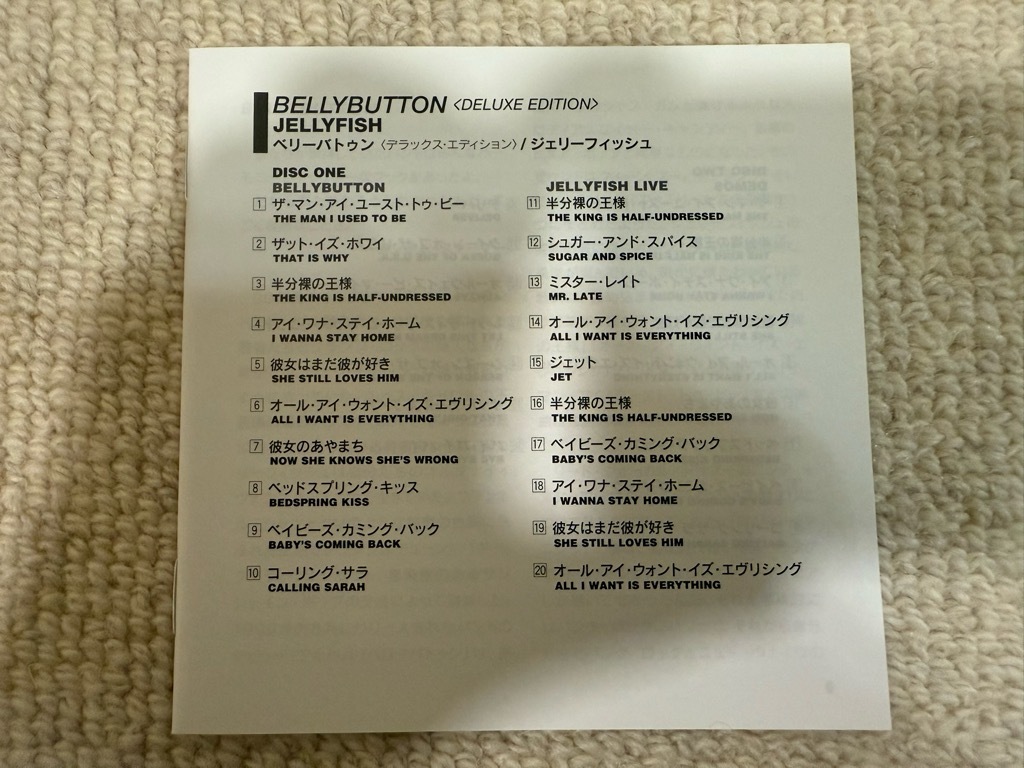 BELLYBUTTON 〈DELUXE EDITION〉
JELLYFISH
ベリーバトゥン〈デラックス・エディション〉/ ジェリーフィッシュ
DISC ONE
BELLYBUTTON
1 ザ・マン・アイ・ユースト・トゥ・ビー
THE MAN I USED TO BE
2 ザット・イズ・ホワイ
THAT IS WHY
3 半分裸の王様
THE KING IS HALF-UNDRESSED
4 アイ・ワナ・ステイ・ホーム
I WANNA STAY HOME
5 彼女はまだ彼が好き
SHE STILL LOVES HIM
6 オール・アイ・ウォント・イズ・エヴリシング
ALL I WANT IS EVERYTHING
7 彼女のあやまち
NOW SHE KNOWS SHE'S WRONG
8 ベッドスプリング・キッス
BEDSPRING KISS
9 ベイビーズ・カミング・バック
BABY'S COMING BACK
10 コーリング・サラ
CALLING SARAH
JELLYFISH LIVE
11 半分裸の王様
THE KING IS HALF-UNDRESSED
12 シュガー・アンド・スパイス
SUGAR AND SPICE
13 ミスター・レイト
MR. LATE
14 オール・アイ・ウォント・イズ・エヴリシング
ALL I WANT IS EVERYTHING
15 ジェット
JET
16 半分裸の王様
THE KING IS HALF-UNDRESSED
17 ベイビーズ・カミング・バック
BABY'S COMING BACK
18 アイ・ワナ・ステイ・ホーム
I WANNA STAY HOME
19 彼女はまだ彼が好き
SHE STILL LOVES HIM
20 オール・アイ・ウォント・イズ・エヴリシング
ALL I WANT IS EVERYTHING